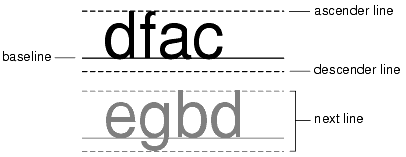 ascender line
dfac
baseline
descender line
egbd
next line